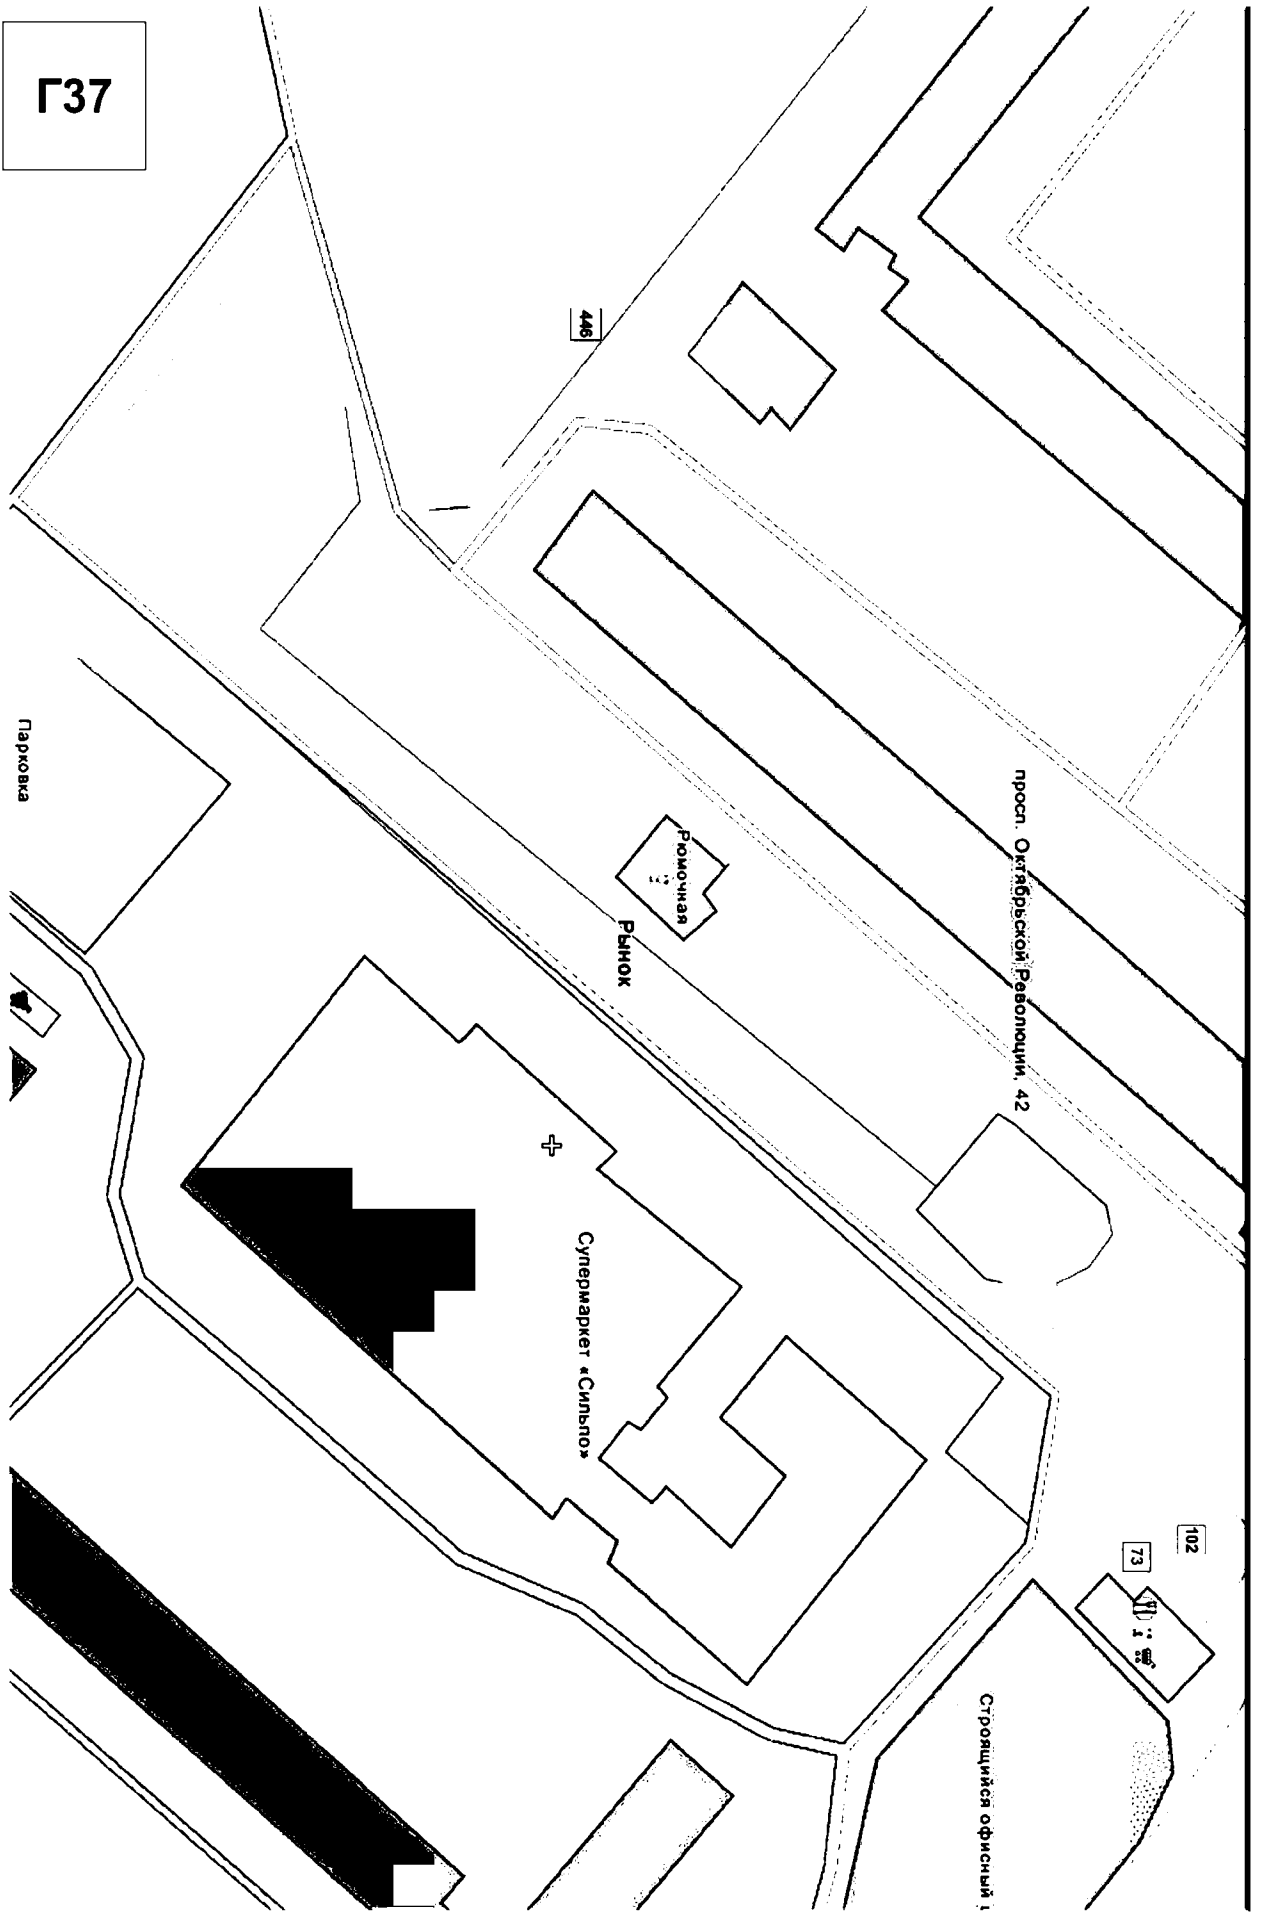 Г37
446
просп. Октябрьской Революции, 42
Рюмочная
Рынок
Парковка
Супермаркет «Сильпо»
102
73
Строящийся офисный